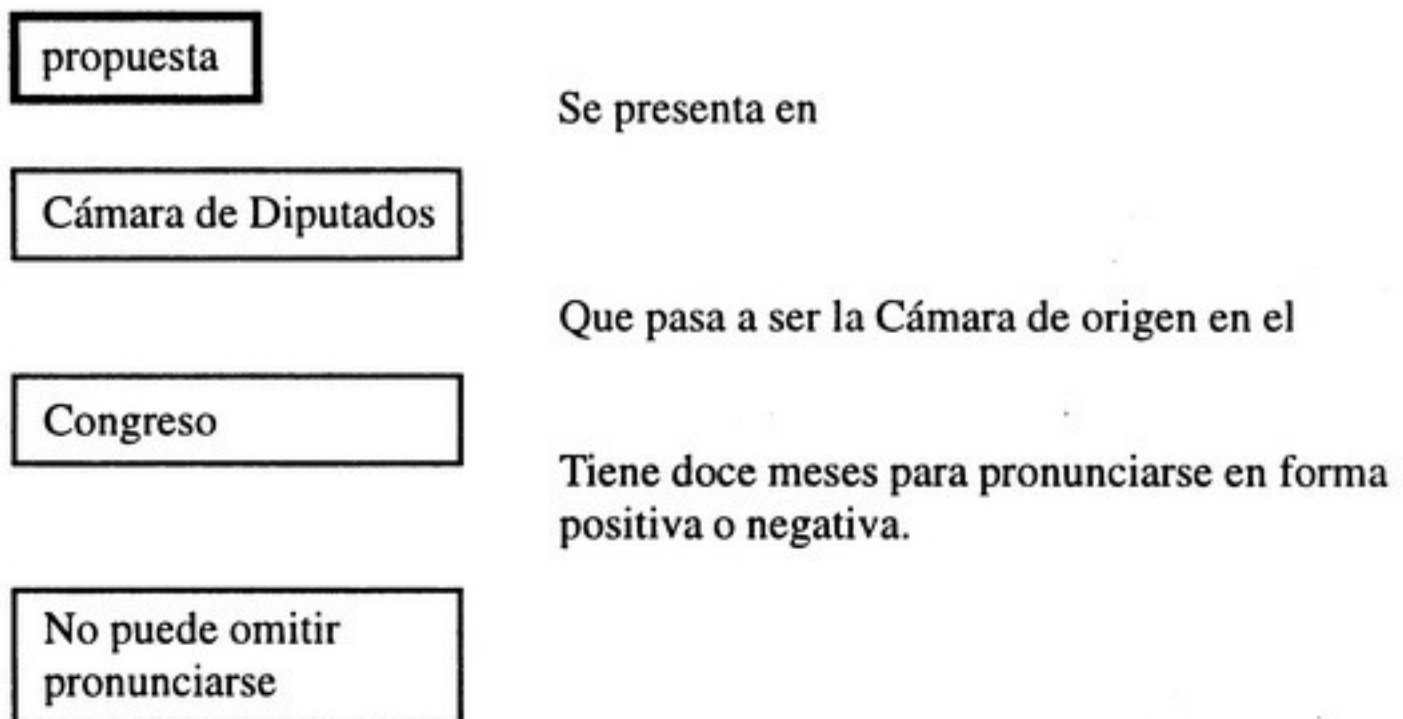 propuesta
Se presenta en
Cámara de Diputados
Que pasa a ser la Cámara de origen en el
Congreso
Tiene doce meses para pronunciarse en forma
positiva o negativa.
No puede omitir
pronunciarse